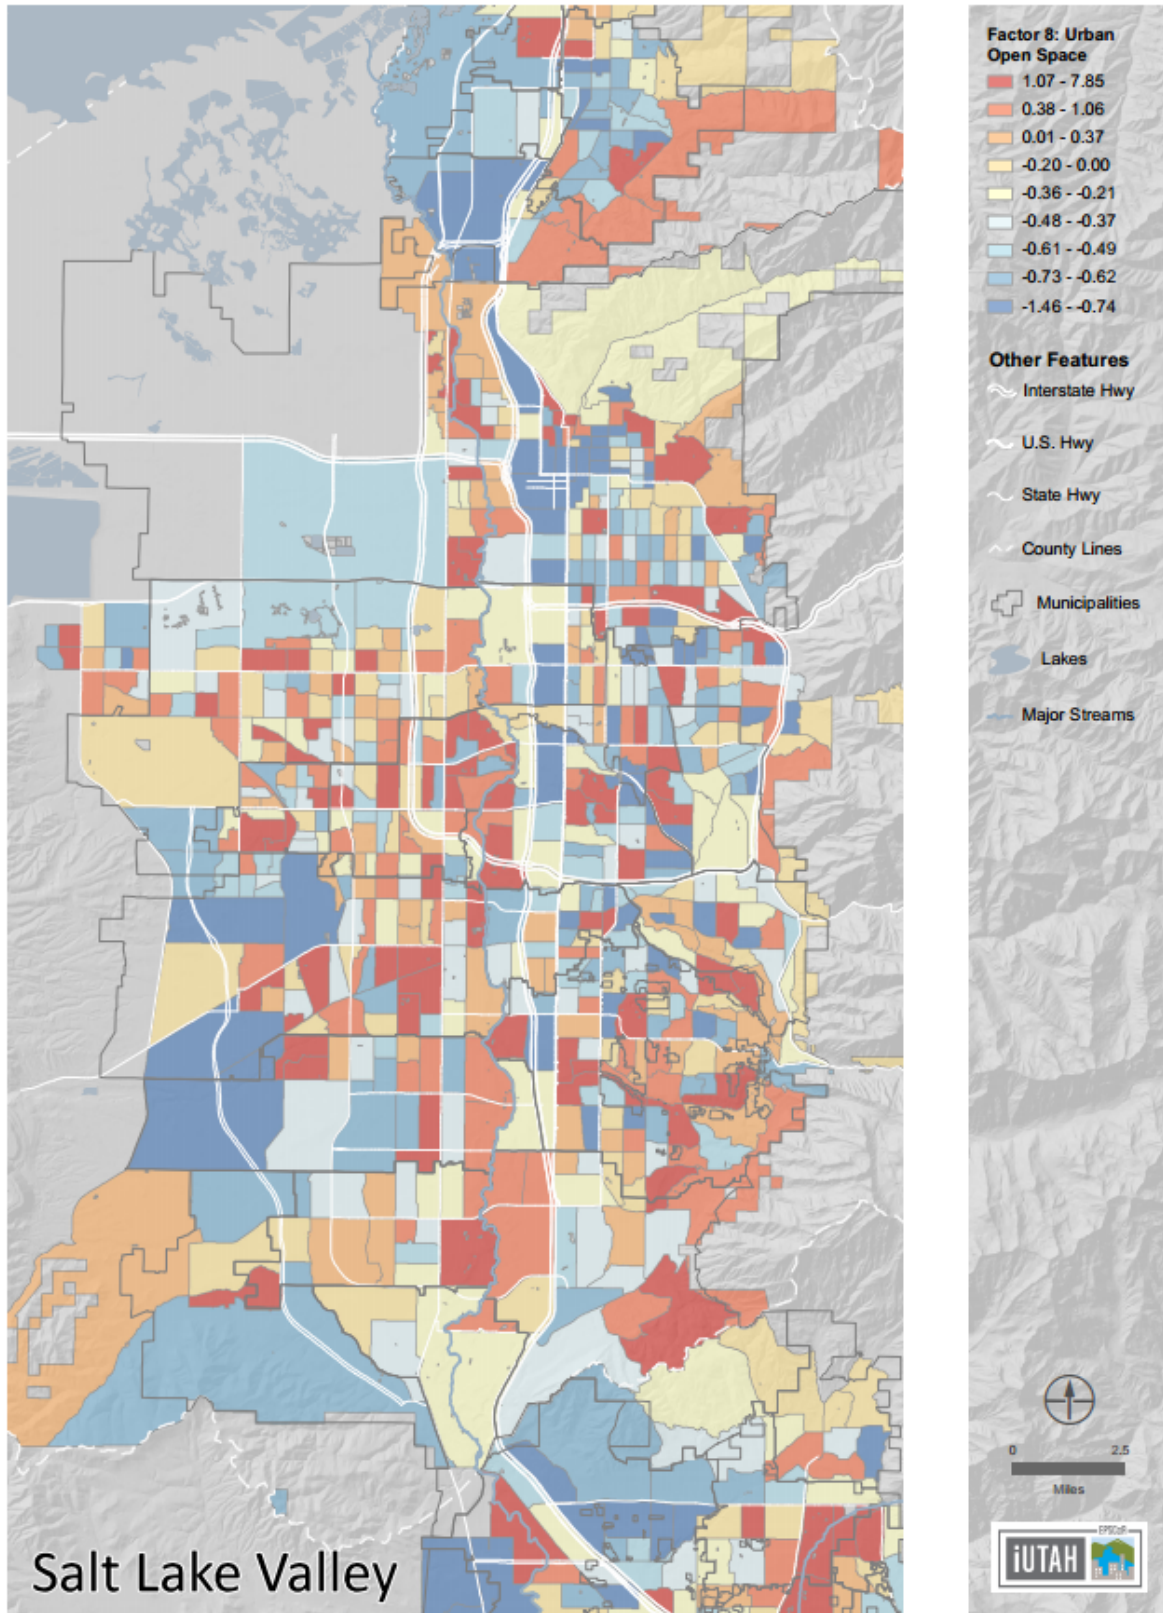 Factor 8: Urban
Open Space
1.07 - 7.85
0.38 - 1.06
0.01 - 0.37
-0.20 - 0.00
-0.36 - -0.21
-0.48 - -0.37
-0.61 - -0.49
-0.73 - -0.62
-1.46 - -0.74
Other Features
Interstate Hwy
U.S. Hwy
State Hwy
County Lines
Municipalities
Lakes
Major Streams
0 2.5
Miles
EPSCoR
iUTAH
Salt Lake Valley